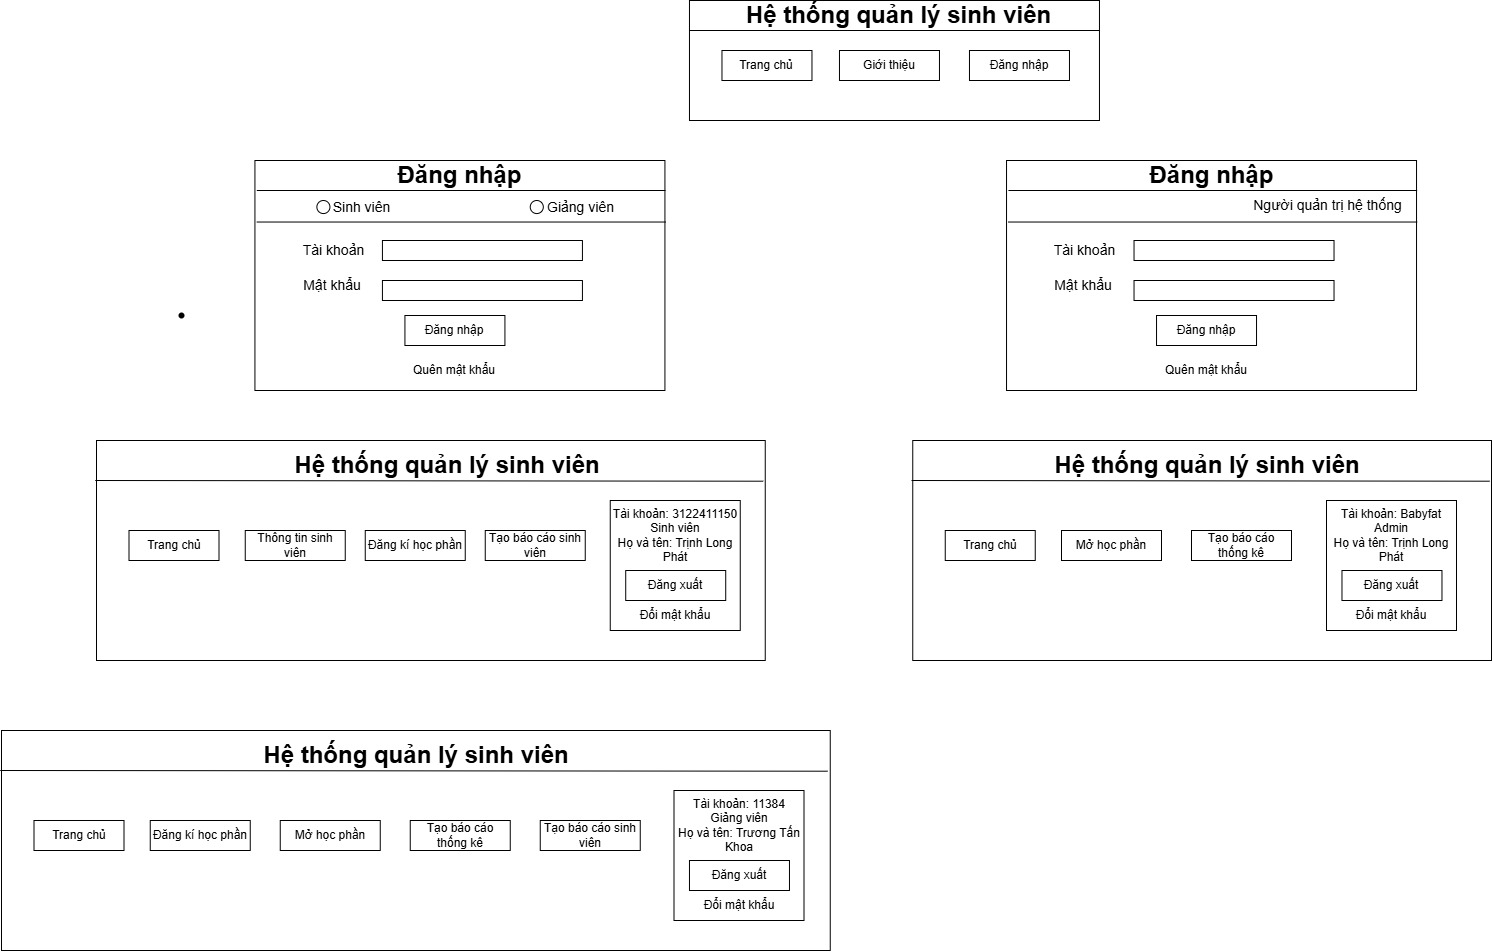 Hệ thống quản lý sinh viên
Trang chủ
Giới thiệu
Đăng nhập
Đăng nhập
Sinh viên
Giảng viên
Tài khoản
Mật khẩu
Đăng nhập
Quên mật khẩu
Đăng nhập
Người quản trị hệ thống
Tài khoản
Mật khẩu
Đăng nhập
Quên mật khẩu
Hệ thống quản lý sinh viên
Trang chủ
Thông tin sinh
viên
Đăng kí học phần
Tạo báo cáo sinh
viên
Tài khoản: 3122411150
Sinh viên
Họ và tên: Trịnh Long
Phát
Đăng xuất
Đổi mật khẩu
Hệ thống quản lý sinh viên
Trang chủ
Mở học phần
Tạo báo cáo
thống kê
Tài khoản: Babyfat
Admin
Họ và tên: Trịnh Long
Phát
Đăng xuất
Đổi mật khẩu
Hệ thống quản lý sinh viên
Trang chủ
Đăng kí học phần
Mở học phần
Tạo báo cáo
thống kê
Tạo báo cáo sinh
viên
Tài khoản: 11384
Giảng viên
Họ và tên: Trương Tấn
Khoa
Đăng xuất
Đổi mật khẩu